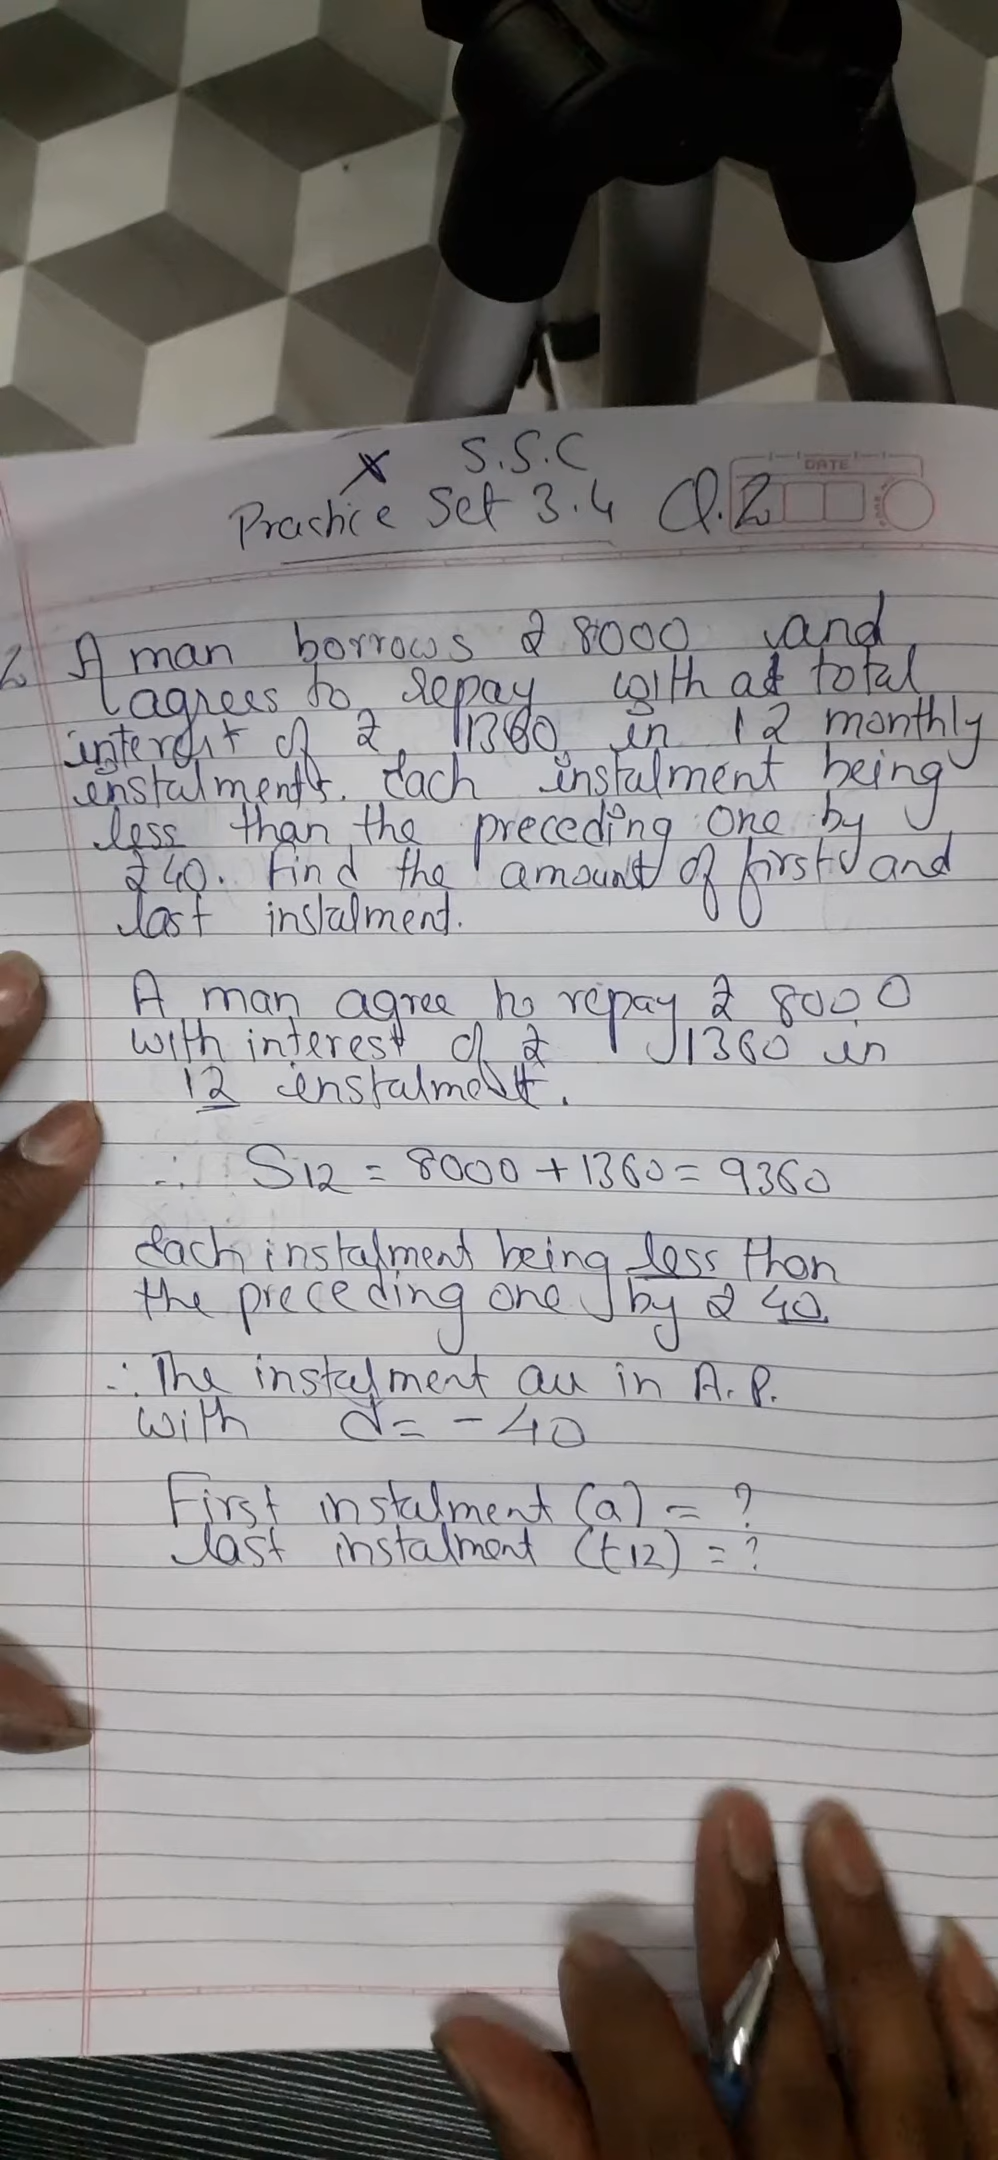 X S.S.C
DATE
Practice Set 3.4 Q.2
2. A man borrows ₹ 8000 and
agrees to repay with at total
interest of ₹ 1360 in 12 monthly
instalments. Each instalment being
less than the preceding one by
₹40. Find the amount of first and
last instalment.
A man agree to repay ₹ 8000
with interest of ₹ 1360 in
12 instalment.
∴ S12 = 8000 + 1360 = 9360
Each instalment being less than
the preceding one by ₹ 40
∴ The instalment are in A.P.
with d = - 40
First instalment (a) = ?
last instalment (t12) = ?